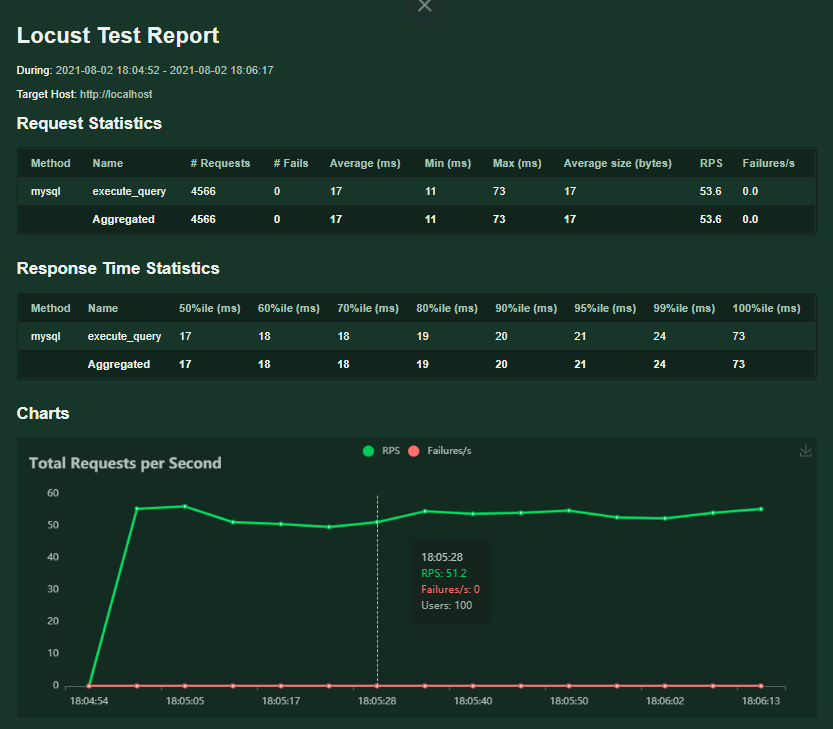 Locust Test Report
During: 2021-08-02 18:04:52 - 2021-08-02 18:06:17
Target Host: http://localhost
Request Statistics
Method Name # Requests # Fails Average (ms) Min (ms) Max (ms) Average size (bytes) RPS Failures/s
mysql execute_query 4566 0 17 11 73 17 53.6 0.0
Aggregated 4566 0 17 11 73 17 53.6 0.0
Response Time Statistics
Method Name 50%ile (ms) 60%ile (ms) 70%ile (ms) 80%ile (ms) 90%ile (ms) 95%ile (ms) 99%ile (ms) 100%ile (ms)
mysql execute_query 17 18 18 19 20 21 24 73
Aggregated 17 18 18 19 20 21 24 73
Charts
RPS Failures/s
Total Requests per Second
60
50
40
30
20
10
0
18:05:28
RPS: 51.2
Failures/s: 0
Users: 100
18:04:54 18:05:05 18:05:17 18:05:28 18:05:40 18:05:50 18:06:02 18:06:13